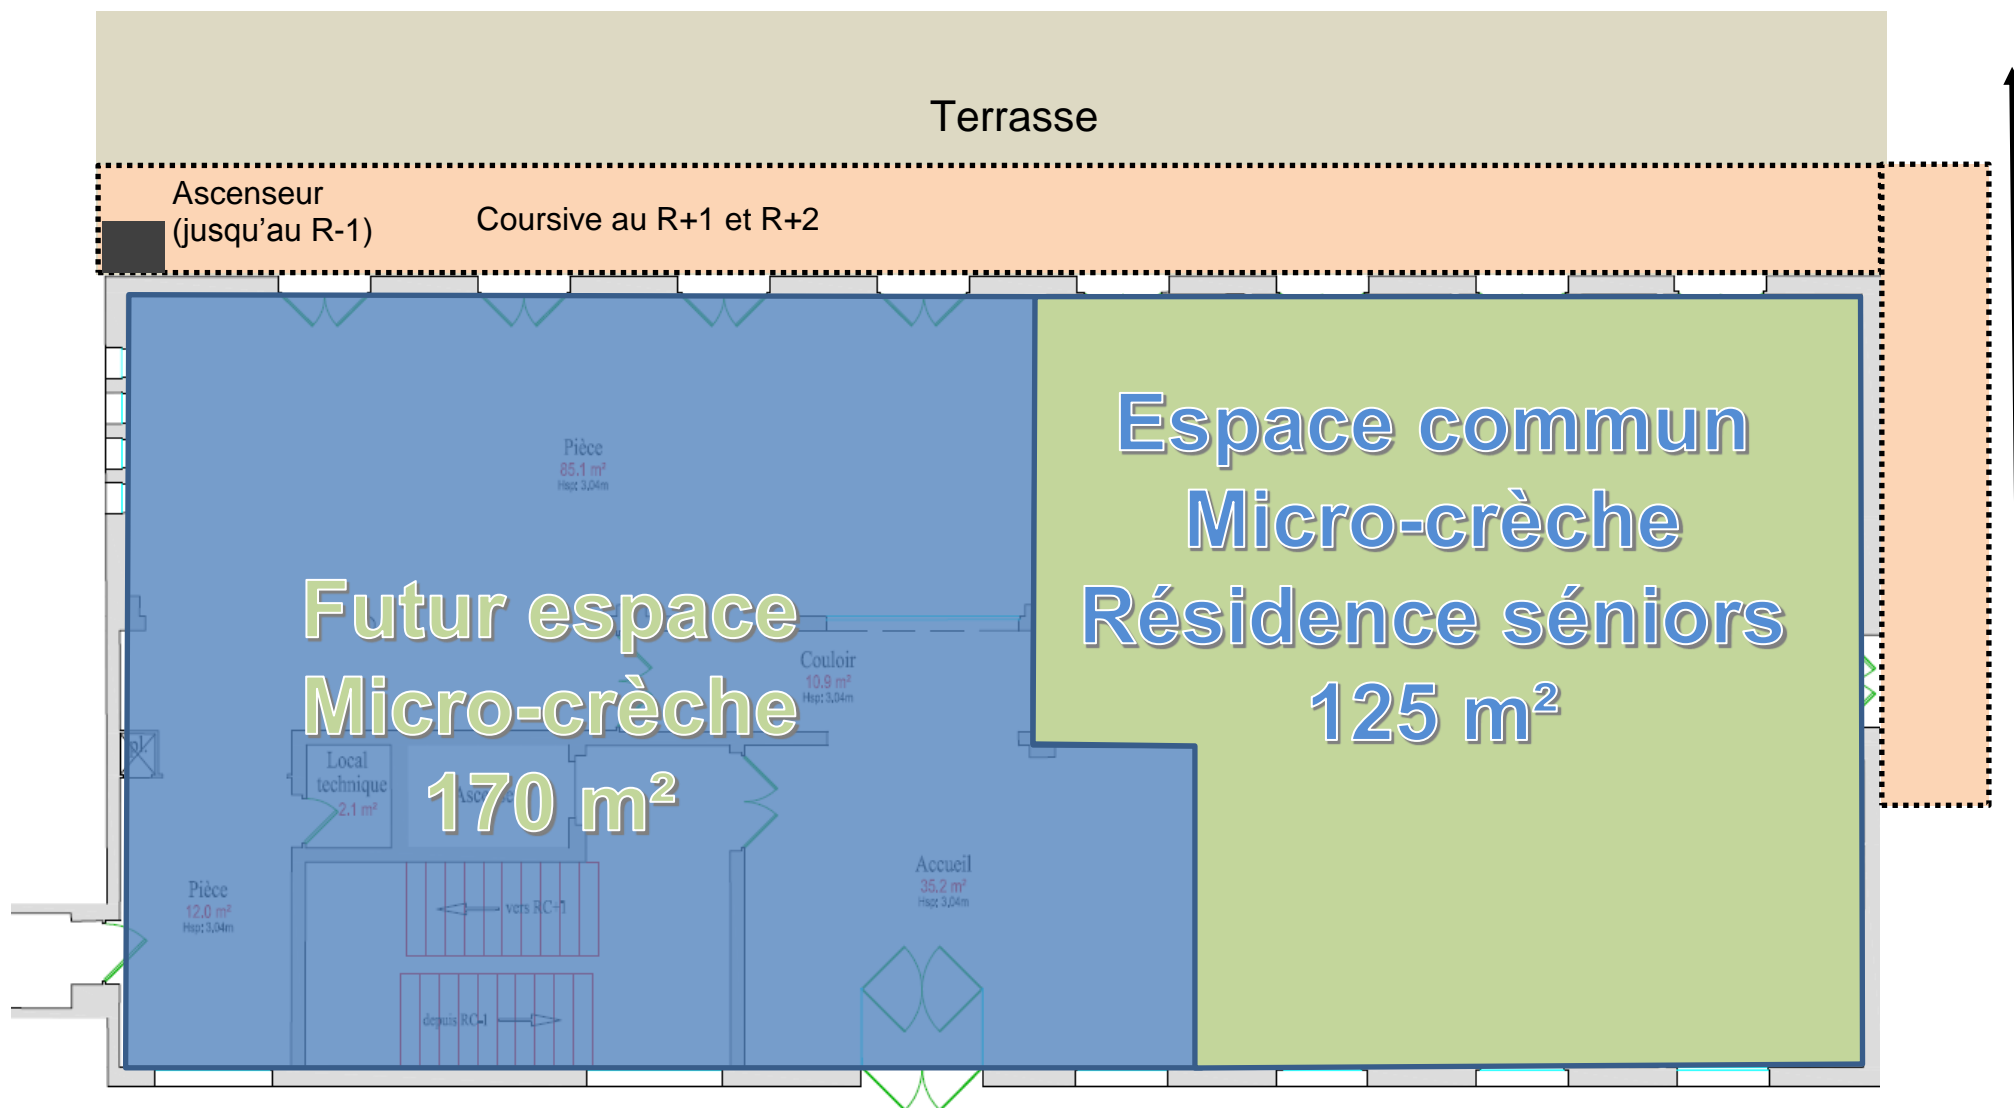 Terrasse
Ascenseur
(jusqu'au R-1)
Coursive au R+1 et R+2
Pièce
85.1 m²
Hsp: 3,04m
Espace commun
Micro-crèche
Résidence séniors
125 m²
Futur espace
Micro-crèche
170 m²
Couloir
10.9 m²
Hsp: 3,04m
pl.
Local
technique
2.1 m²
Pièce
12.0 m²
Hsp: 3,04m
vers RC+1
depuis RC-1
Accueil
35.2 m²
Hsp: 3,04m